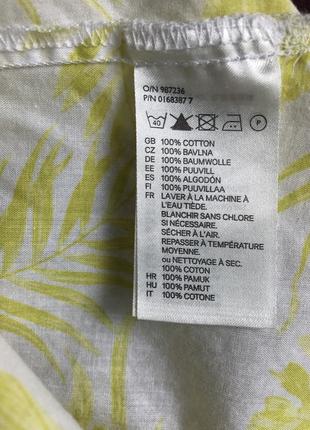 O/N 987236
P/N 0168387 7
40 P
GB 100% COTTON
CZ 100% BAVLNA
DE 100% BAUMWOLLE
EE 100% PUUVILL
ES 100% ALGODÓN
FI 100% PUUVILLAA
FR LAVER À LA MACHINE À
L'EAU TIÈDE.
BLANCHIR SANS CHLORE
SI NÉCESSAIRE.
SÉCHER À L'AIR.
REPASSER À TEMPÉRATURE
MOYENNE.
ou NETTOYAGE À SEC.
100% COTON
HR 100% PAMUK
HU 100% PAMUT
IT 100% COTONE